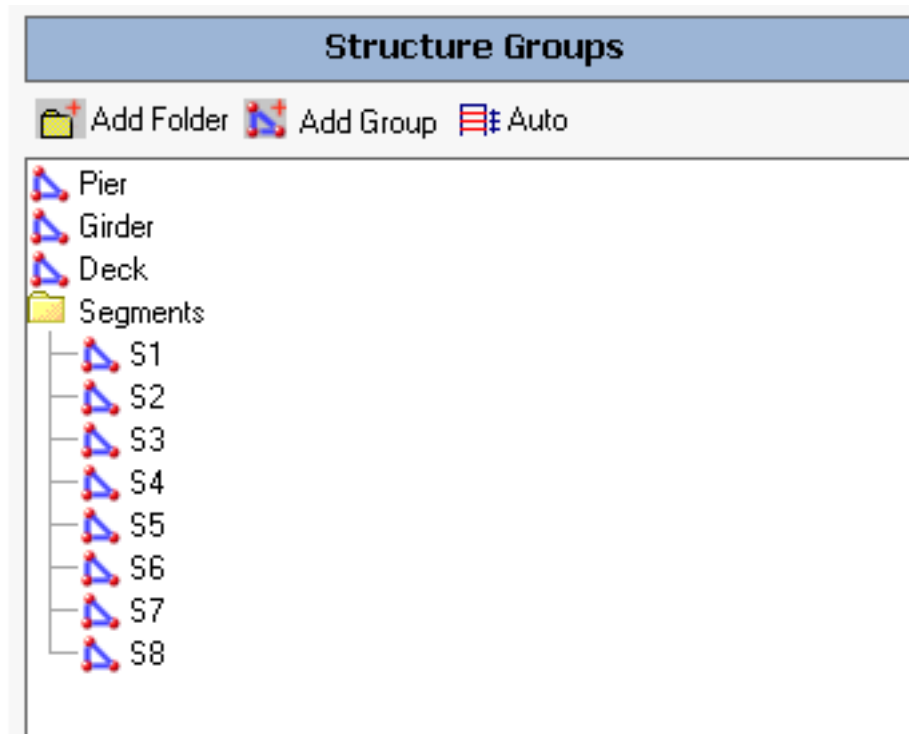 Structure Groups
Add Folder Add Group Auto
Pier
Girder
Deck
Segments
S1
S2
S3
S4
S5
S6
S7
S8